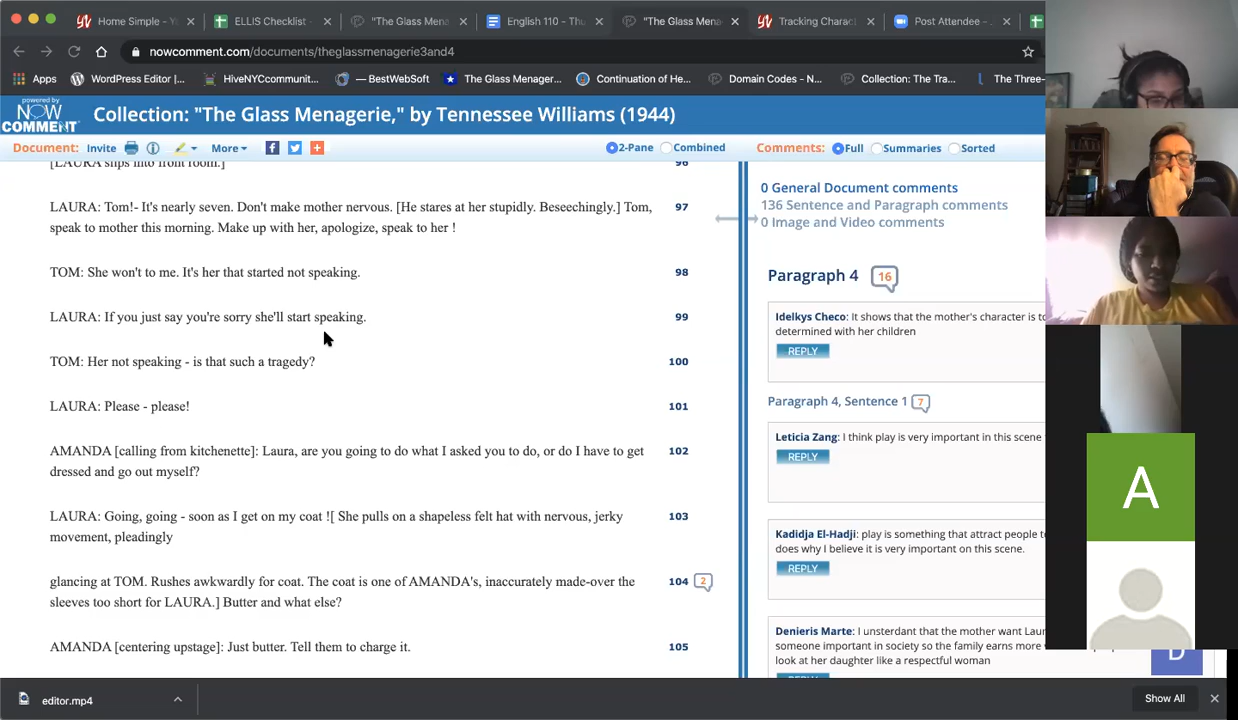 Home Simple - Y
ELLIS Checklist
"The Glass Mena
English 110 - Thu
"The Glass Mena
Tracking Charac
Post Attendee -
nowcomment.com/documents/theglassmenagerie3and4
Apps
WordPress Editor |...
HiveNYCcommunit...
— BestWebSoft
The Glass Menager...
Continuation of He...
Domain Codes - N...
Collection: The Tra...
The Three-
powered by
NOW
COMMENT
Collection: "The Glass Menagerie," by Tennessee Williams (1944)
Document: Invite More 2-Pane Combined Comments: Full Summaries Sorted
[LAURA slips into front room.] 96
LAURA: Tom!- It's nearly seven. Don't make mother nervous. [He stares at her stupidly. Beseechingly.] Tom, 97
speak to mother this morning. Make up with her, apologize, speak to her !
TOM: She won't to me. It's her that started not speaking. 98
LAURA: If you just say you're sorry she'll start speaking. 99
TOM: Her not speaking - is that such a tragedy? 100
LAURA: Please - please! 101
AMANDA [calling from kitchenette]: Laura, are you going to do what I asked you to do, or do I have to get 102
dressed and go out myself?
LAURA: Going, going - soon as I get on my coat ![ She pulls on a shapeless felt hat with nervous, jerky 103
movement, pleadingly
glancing at TOM. Rushes awkwardly for coat. The coat is one of AMANDA's, inaccurately made-over the 104 2
sleeves too short for LAURA.] Butter and what else?
AMANDA [centering upstage]: Just butter. Tell them to charge it. 105
0 General Document comments
136 Sentence and Paragraph comments
0 Image and Video comments
Paragraph 4 16
Idelkys Checo: It shows that the mother's character is to
determined with her children
REPLY
Paragraph 4, Sentence 1 7
Leticia Zang: I think play is very important in this scene
REPLY
Kadidja El-Hadji: play is something that attract people to
does why I believe it is very important on this scene.
REPLY
Denieris Marte: I unsterdant that the mother want Lau
someone important in society so the family earns more
look at her daughter like a respectful woman
REPLY
A
D
editor.mp4
Show All